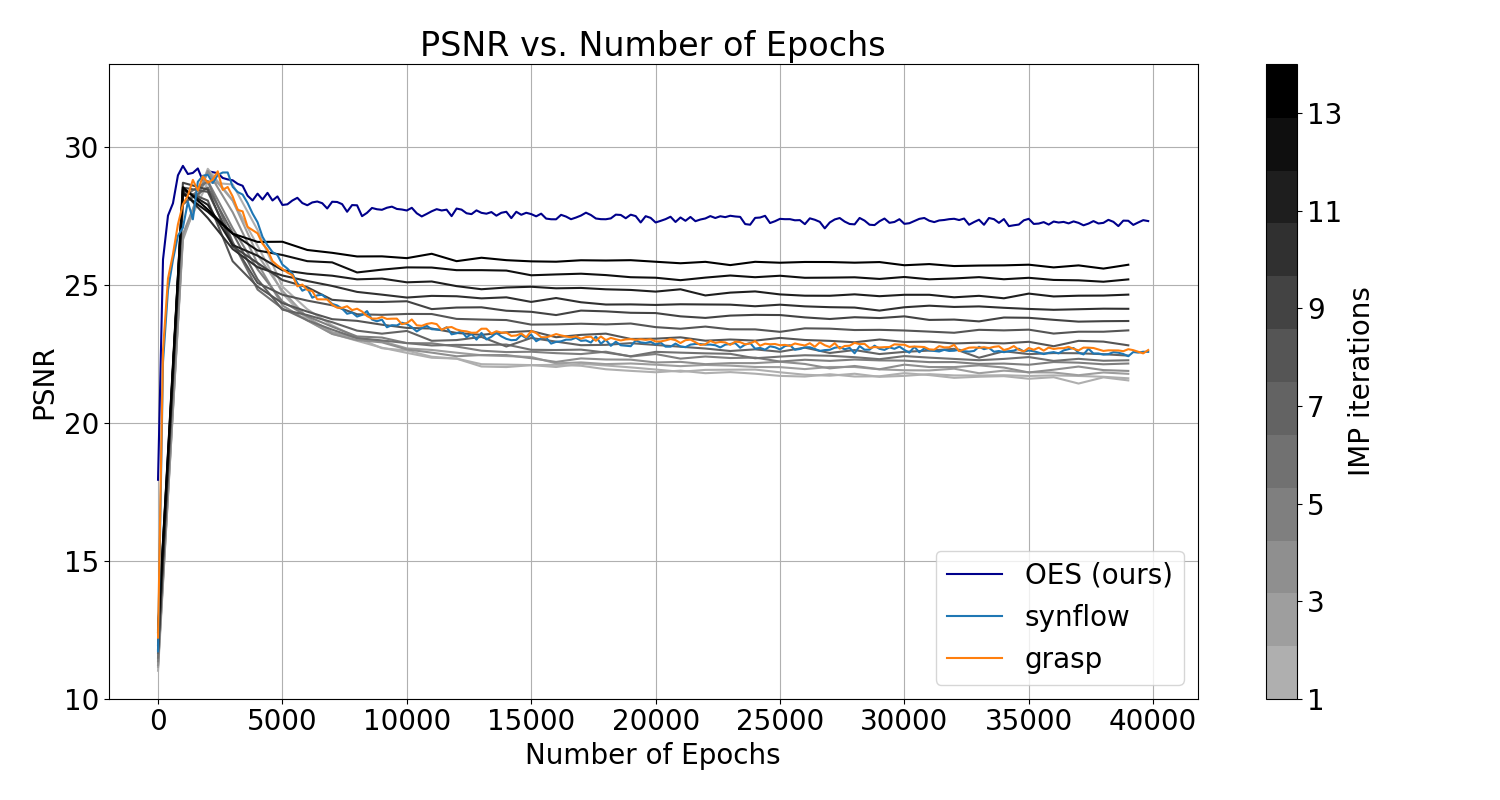 PSNR vs. Number of Epochs
PSNR
30
25
20
15
10
0 5000 10000 15000 20000 25000 30000 35000 40000
Number of Epochs
OES (ours)
synflow
grasp
13
11
9
7
5
3
1
IMP iterations